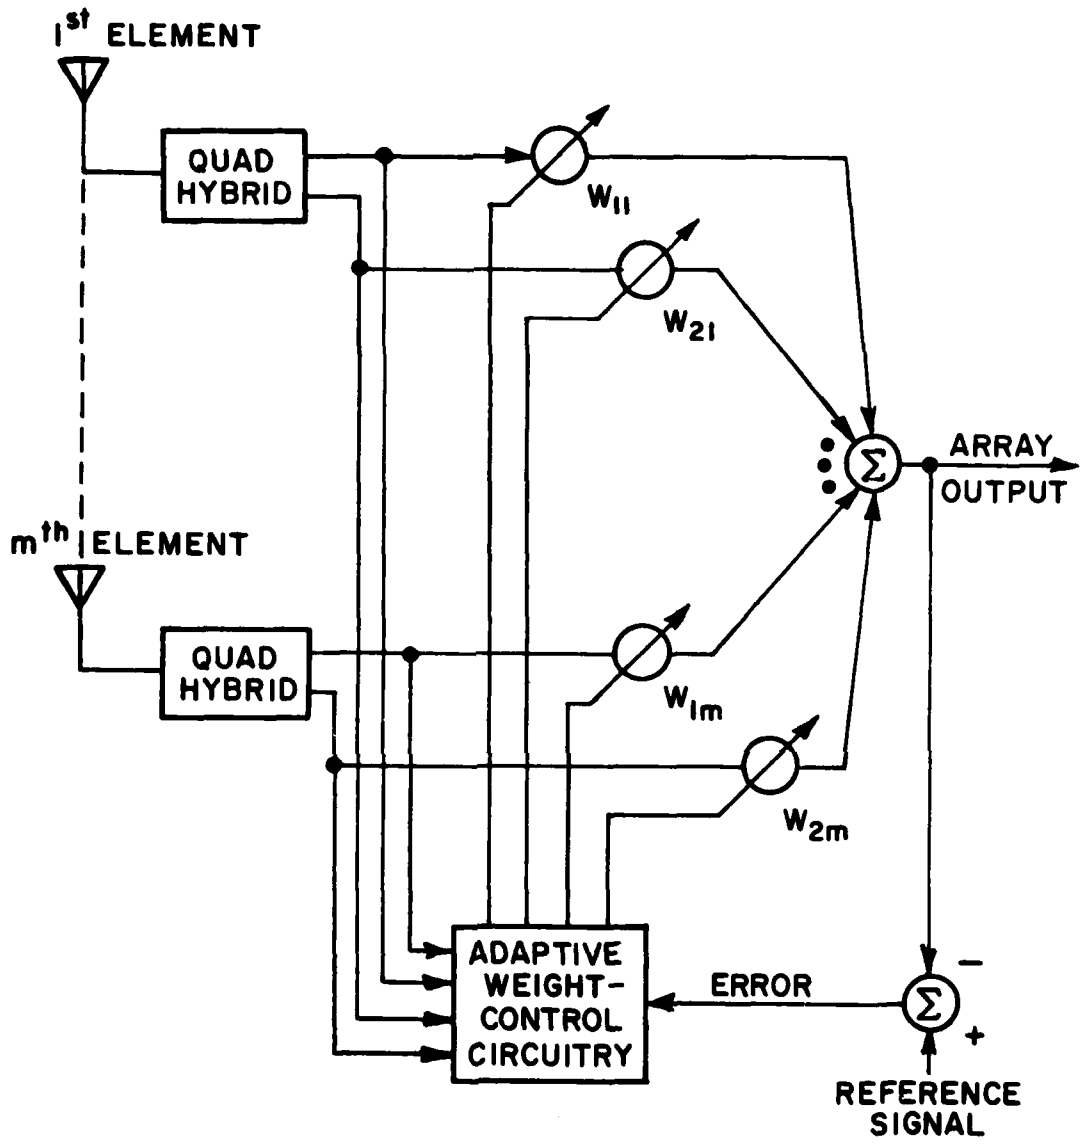 1st ELEMENT
QUAD
HYBRID
W11
W21
Σ
ARRAY
OUTPUT
mth ELEMENT
QUAD
HYBRID
W1m
W2m
ADAPTIVE
WEIGHT-
CONTROL
CIRCUITRY
ERROR
−
Σ
+
REFERENCE
SIGNAL